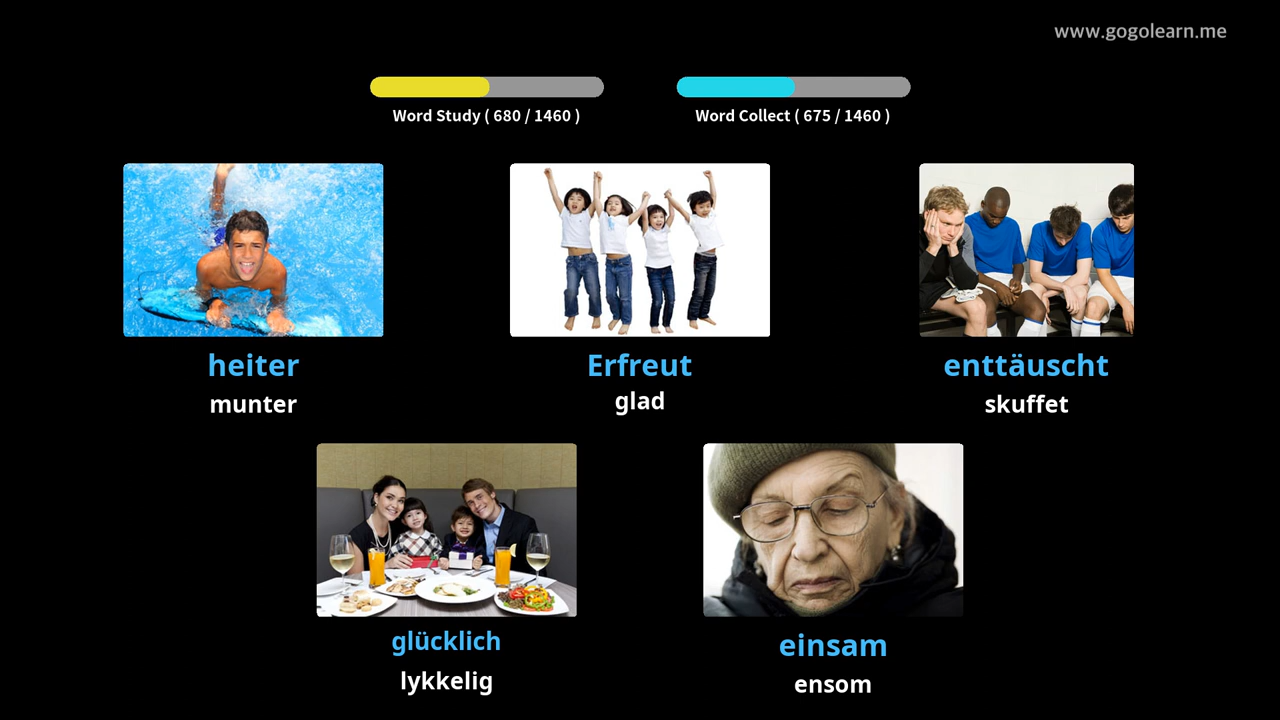 www.gogolearn.me
Word Study ( 680 / 1460 )
Word Collect ( 675 / 1460 )
heiter
munter
Erfreut
glad
enttäuscht
skuffet
glücklich
lykkelig
einsam
ensom